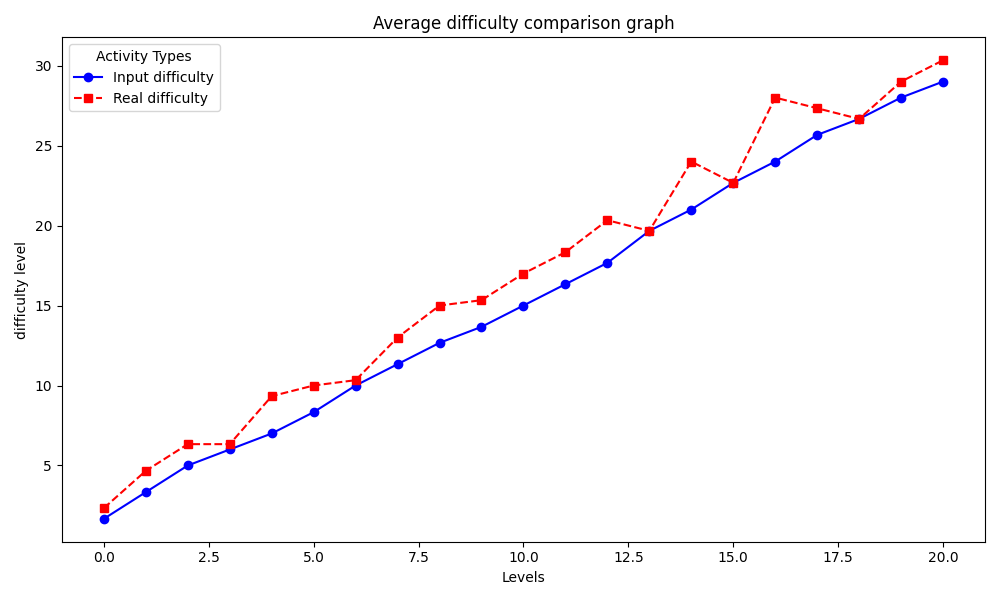 Average difficulty comparison graph
Activity Types
Input difficulty
Real difficulty
difficulty level
30
25
20
15
10
5
0.0 2.5 5.0 7.5 10.0 12.5 15.0 17.5 20.0
Levels